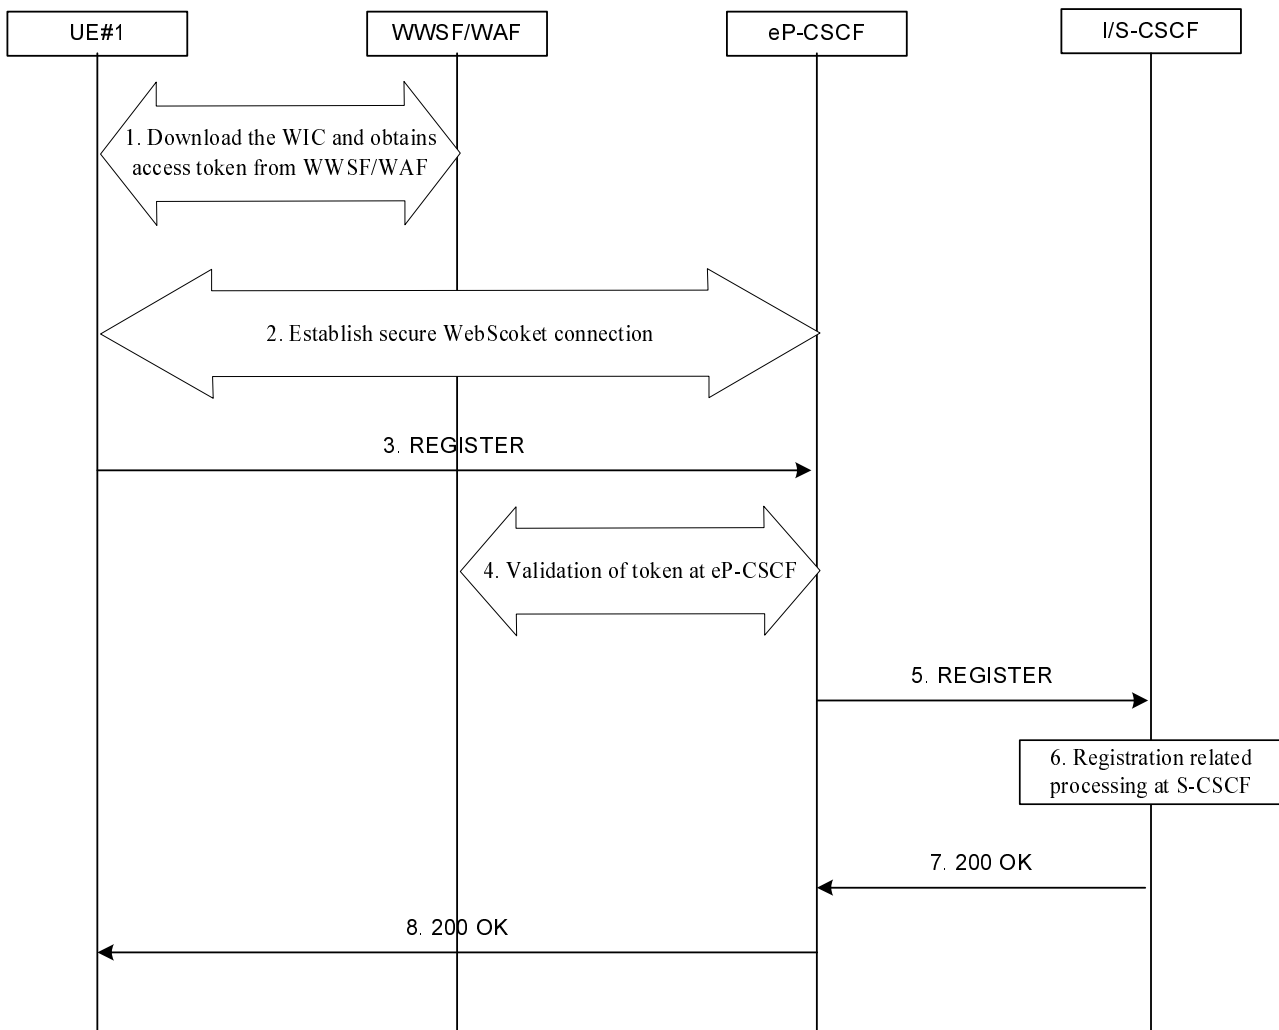 UE#1
WWSF/WAF
eP-CSCF
I/S-CSCF
1. Download the WIC and obtains
access token from WWSF/WAF
2. Establish secure WebScoket connection
3. REGISTER
4. Validation of token at eP-CSCF
5. REGISTER
6. Registration related
processing at S-CSCF
7. 200 OK
8. 200 OK